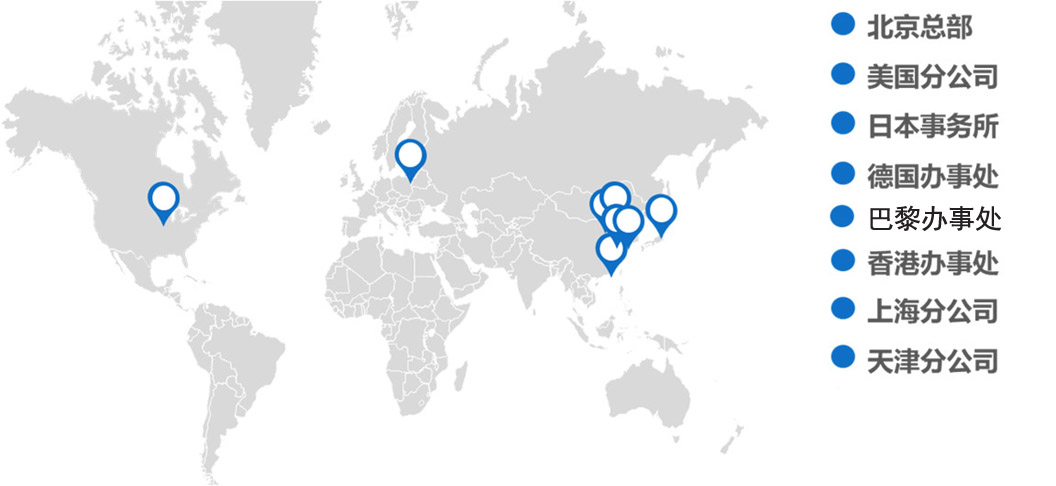 北京总部
美国分公司
日本事务所
德国办事处
巴黎办事处
香港办事处
上海分公司
天津分公司